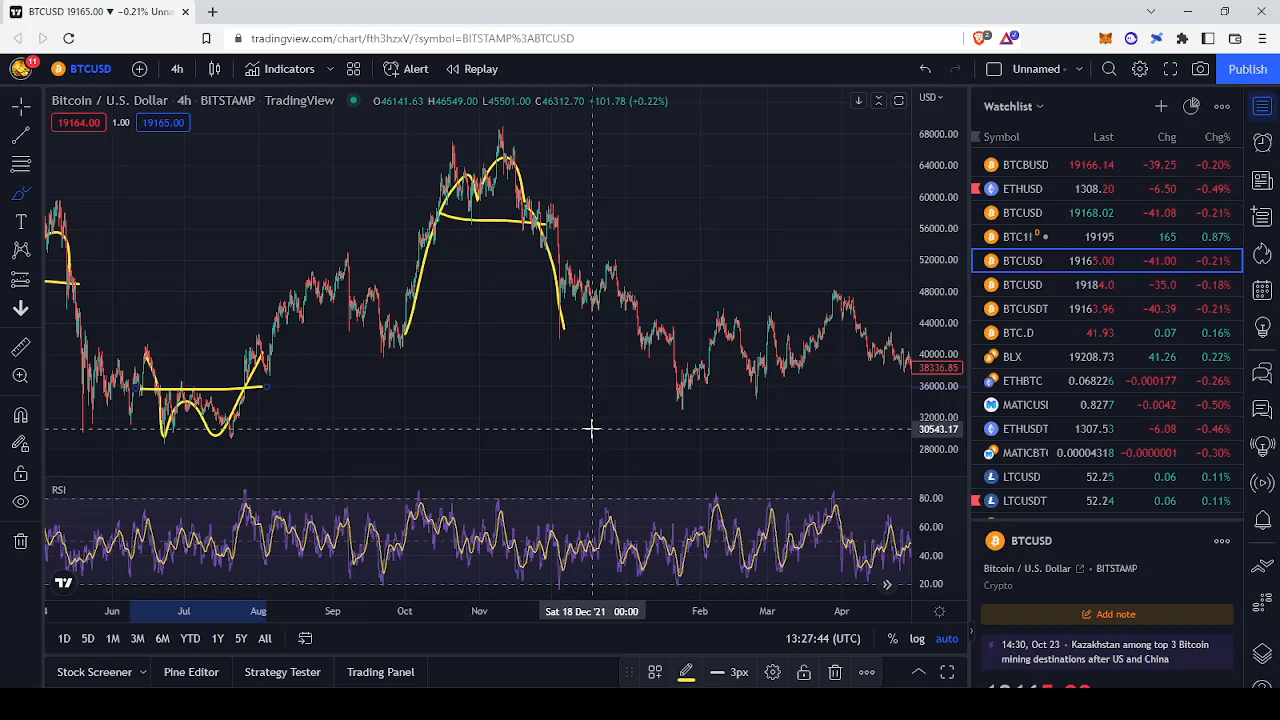 BTCUSD 19165.00 ▼ −0.21% Unna
tradingview.com/chart/fth3hzxV/?symbol=BITSTAMP%3ABTCUSD
2
11
BTCUSD
4h
Indicators
Alert
Replay
Unnamed
Publish
Bitcoin / U.S. Dollar · 4h · BITSTAMP · TradingView
O46141.63 H46549.00 L45501.00 C46312.70 +101.78 (+0.22%)
19164.00 1.00 19165.00
USD
68000.00
64000.00
60000.00
56000.00
52000.00
48000.00
44000.00
40000.00
38336.85
36000.00
32000.00
30543.17
28000.00
RSI
80.00
60.00
40.00
20.00
Jun Jul Aug Sep Oct Nov Sat 18 Dec '21 00:00 Feb Mar Apr
1D 5D 1M 3M 6M YTD 1Y 5Y All
13:27:44 (UTC) % log auto
Stock Screener Pine Editor Strategy Tester Trading Panel
3px
Watchlist
Symbol Last Chg Chg%
BTCBUSD 19166.14 −39.25 −0.20%
ETHUSD 1308.20 −6.50 −0.49%
BTCUSD 19168.02 −41.08 −0.21%
BTC1! D 19195 165 0.87%
BTCUSD 19165.00 −41.00 −0.21%
BTCUSD 19184.0 −35.0 −0.18%
BTCUSDT 19163.96 −40.39 −0.21%
BTC.D 41.93 0.07 0.16%
BLX 19208.73 41.26 0.22%
ETHBTC 0.068226 −0.000177 −0.26%
MATICUSI 0.8277 −0.0042 −0.50%
ETHUSDT 1307.53 −6.08 −0.46%
MATICBTC 0.00004318 −0.0000001 −0.30%
LTCUSD 52.25 0.06 0.11%
LTCUSDT 52.24 0.06 0.11%
BTCUSD
Bitcoin / U.S. Dollar · BITSTAMP
Crypto
Add note
14:30, Oct 23 · Kazakhstan among top 3 Bitcoin
mining destinations after US and China